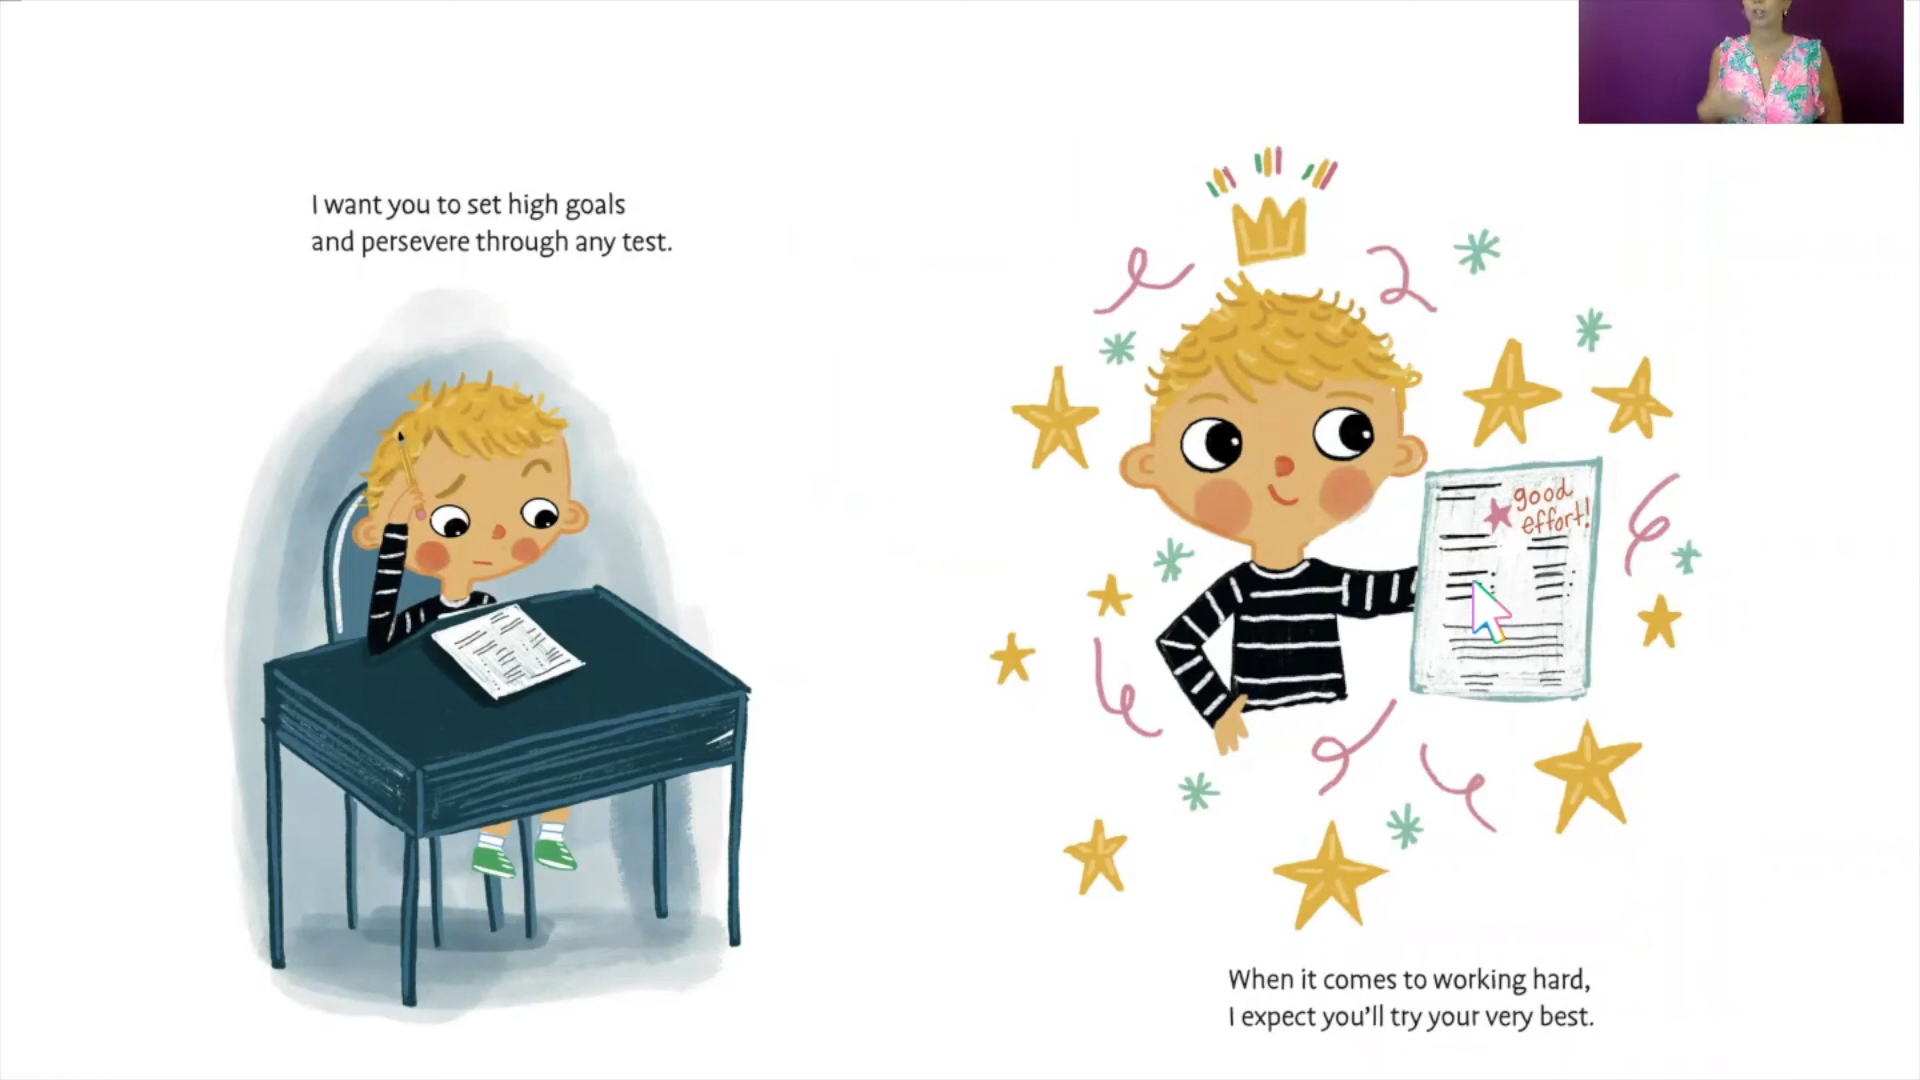 I want you to set high goals
and persevere through any test.
good
effort!
When it comes to working hard,
I expect you'll try your very best.